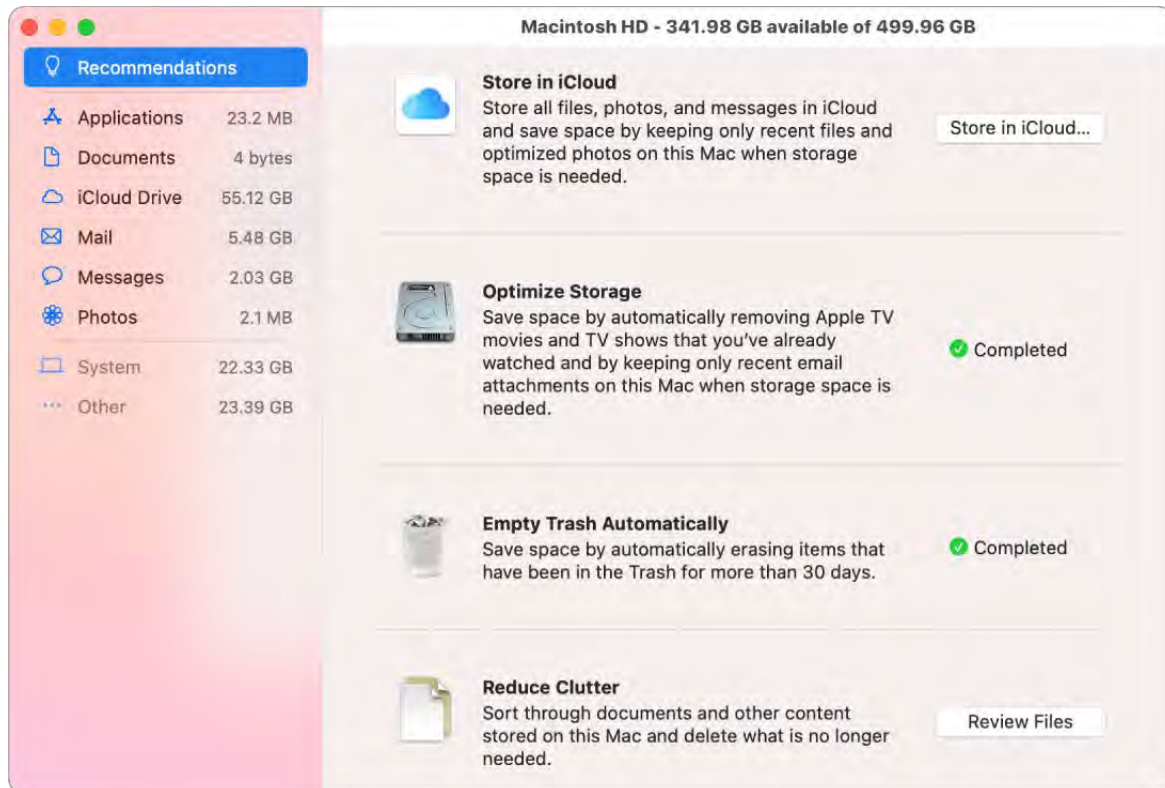 Macintosh HD - 341.98 GB available of 499.96 GB
Recommendations
Applications 23.2 MB
Documents 4 bytes
iCloud Drive 55.12 GB
Mail 5.48 GB
Messages 2.03 GB
Photos 2.1 MB
System 22.33 GB
Other 23.39 GB
Store in iCloud
Store all files, photos, and messages in iCloud
and save space by keeping only recent files and
optimized photos on this Mac when storage
space is needed.
Store in iCloud...
Optimize Storage
Save space by automatically removing Apple TV
movies and TV shows that you've already
watched and by keeping only recent email
attachments on this Mac when storage space is
needed.
Completed
Empty Trash Automatically
Save space by automatically erasing items that
have been in the Trash for more than 30 days.
Completed
Reduce Clutter
Sort through documents and other content
stored on this Mac and delete what is no longer
needed.
Review Files